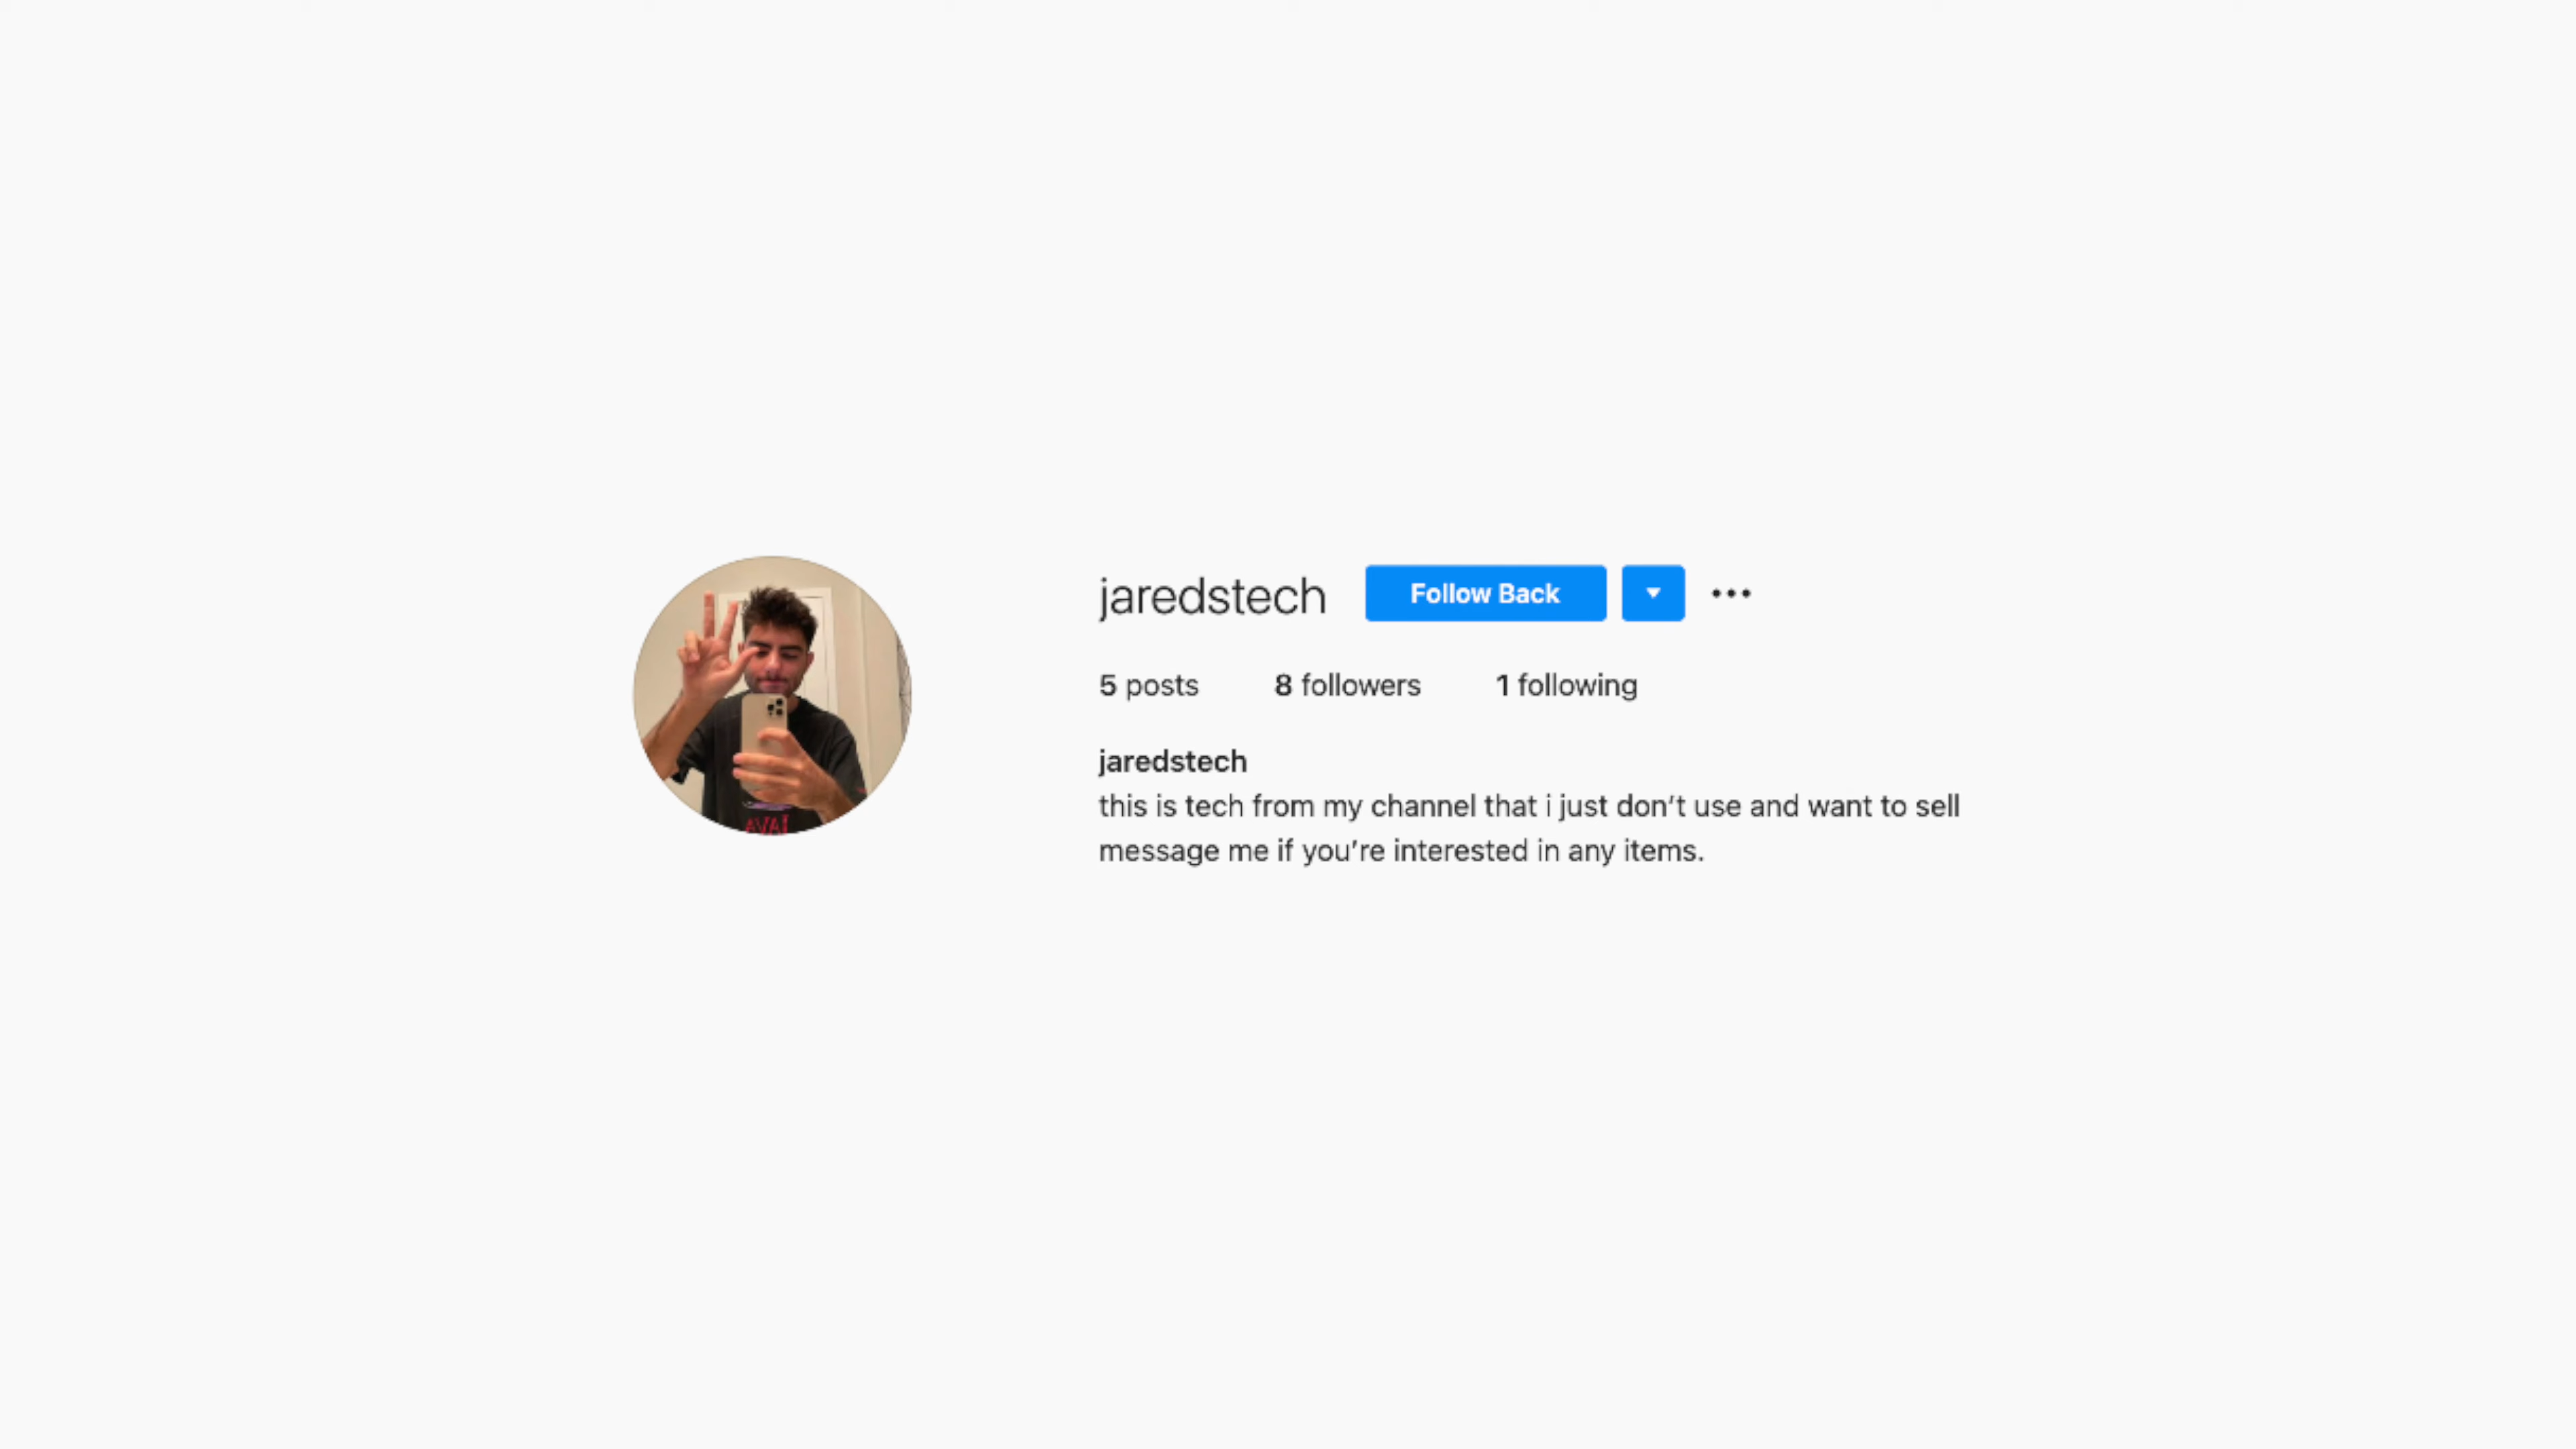 jaredstech Follow Back
5 posts 8 followers 1 following
jaredstech
this is tech from my channel that i just don’t use and want to sell
message me if you’re interested in any items.